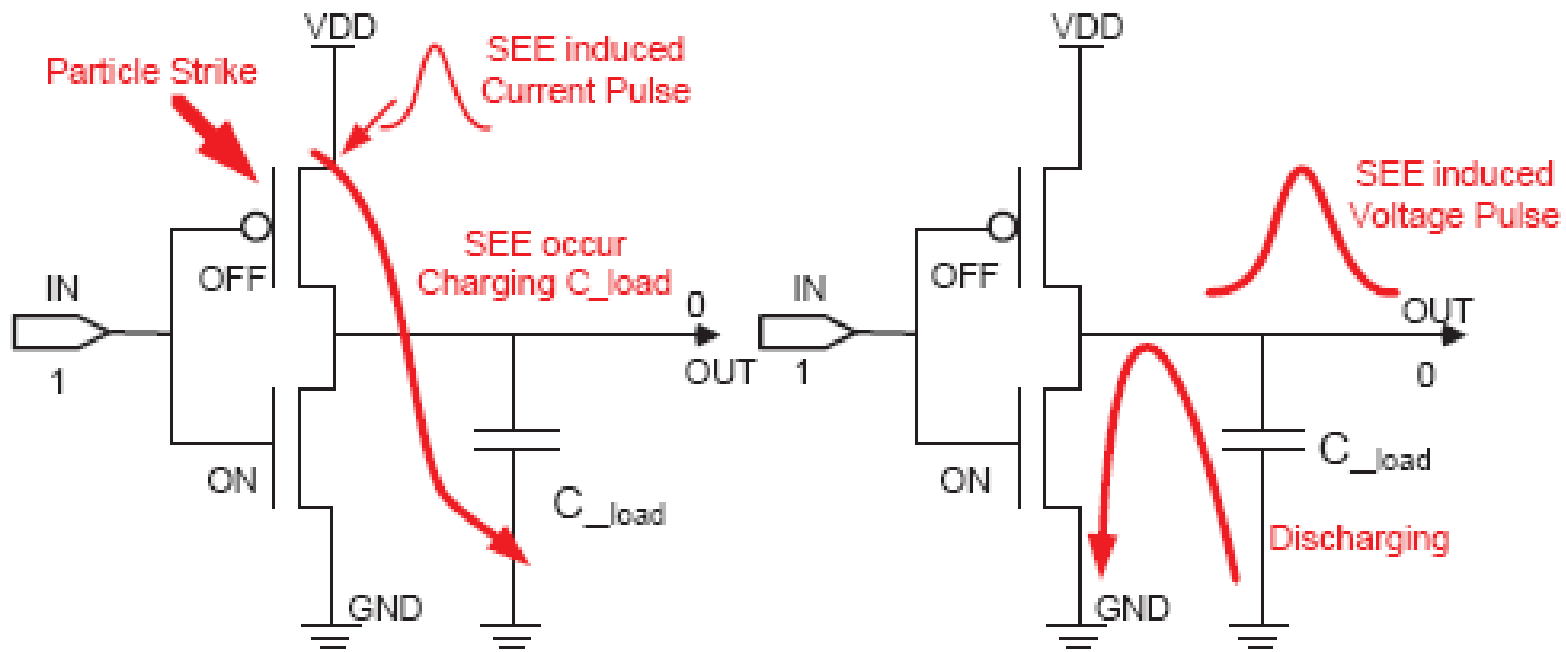 VDD
SEE induced
Current Pulse
Particle Strike
SEE occur
Charging C_load
OFF
IN
1
0
OUT
ON
C_load
GND
VDD
SEE induced
Voltage Pulse
OFF
IN
1
OUT
0
ON
C_load
Discharging
GND